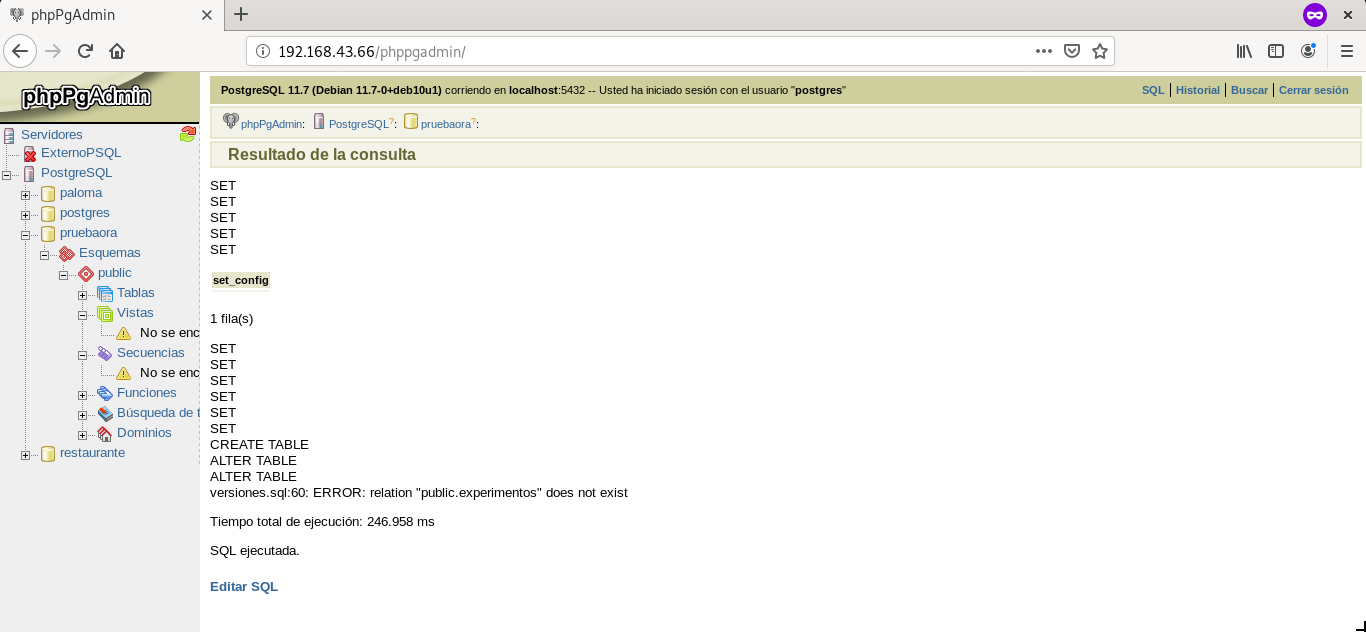 phpPgAdmin
192.168.43.66/phppgadmin/
phpPgAdmin
Servidores
ExternoPSQL
PostgreSQL
paloma
postgres
pruebaora
Esquemas
public
Tablas
Vistas
No se enc
Secuencias
No se enc
Funciones
Búsqueda de t
Dominios
restaurante
PostgreSQL 11.7 (Debian 11.7-0+deb10u1) corriendo en localhost:5432 -- Usted ha iniciado sesión con el usuario "postgres"
SQL | Historial | Buscar | Cerrar sesión
phpPgAdmin: PostgreSQL?: pruebaora?:
Resultado de la consulta
SET
SET
SET
SET
SET
set_config
1 fila(s)
SET
SET
SET
SET
SET
SET
CREATE TABLE
ALTER TABLE
ALTER TABLE
versiones.sql:60: ERROR: relation "public.experimentos" does not exist
Tiempo total de ejecución: 246.958 ms
SQL ejecutada.
Editar SQL